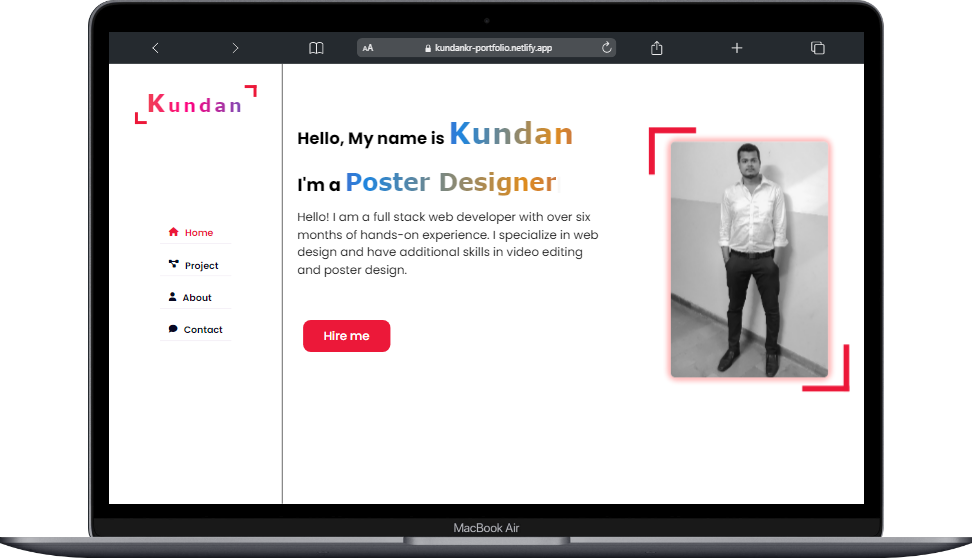 AA kundankr-portfolio.netlify.app
Kundan
Home
Project
About
Contact
Hello, My name is Kundan
I'm a Poster Designer
Hello! I am a full stack web developer with over six
months of hands-on experience. I specialize in web
design and have additional skills in video editing
and poster design.
Hire me
MacBook Air